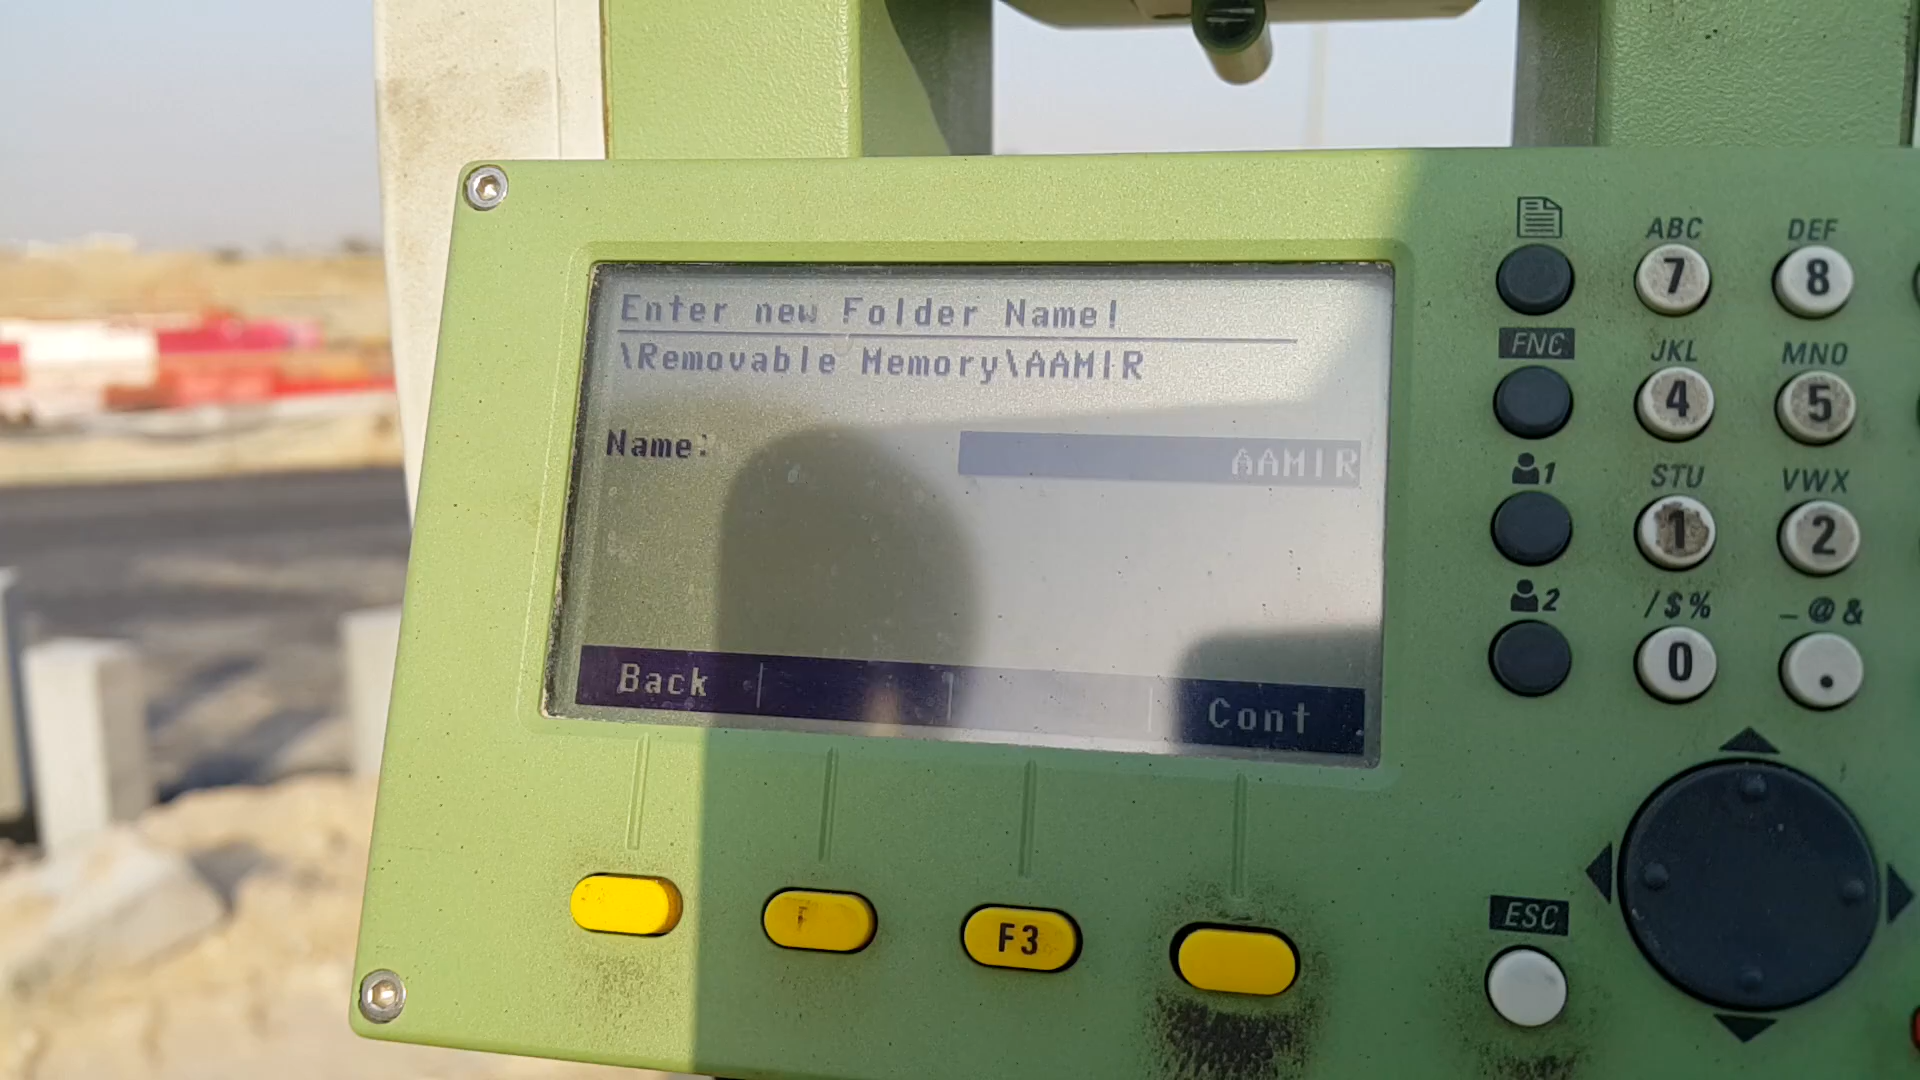 Enter new Folder Name!
\Removable Memory\AAMIR
Name: AAMIR
Back Cont
F F3
ABC DEF
7 8
FNC JKL MNO
4 5
1 STU VWX
1 2
2 /$% _@&
0 .
ESC